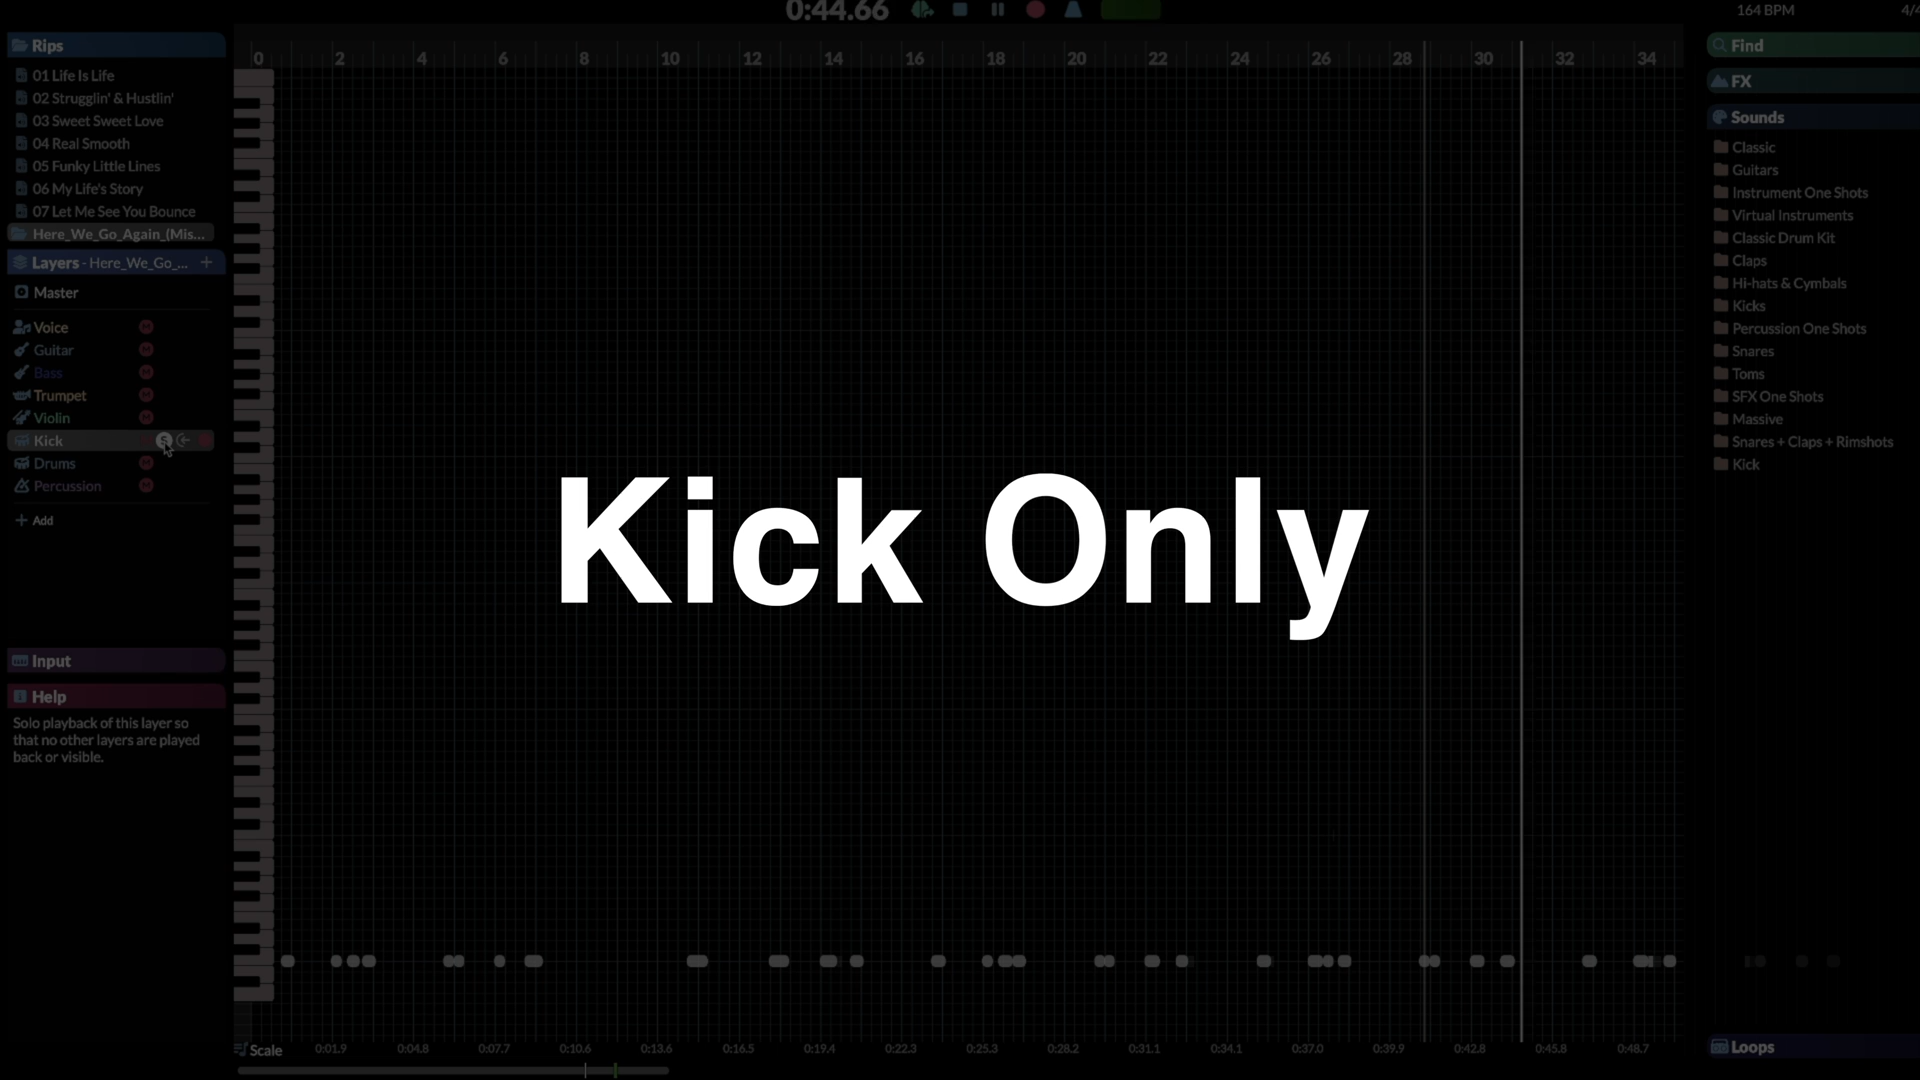 0:44.66
164 BPM
4/4
Rips
01 Life Is Life
02 Strugglin' & Hustlin'
03 Sweet Sweet Love
04 Real Smooth
05 Funky Little Lines
06 My Life's Story
07 Let Me See You Bounce
Here_We_Go_Again_(Mis...
Layers - Here_We_Go_...
Master
Voice M
Guitar M
Bass M
Trumpet M
Violin M
Kick S
Drums M
Percussion M
+ Add
Input
Help
Solo playback of this layer so
that no other layers are played
back or visible.
0 2 4 6 8 10 12 14 16 18 20 22 24 26 28 30 32 34
Kick Only
Scale 0:01.9 0:04.8 0:07.7 0:10.6 0:13.6 0:16.5 0:19.4 0:22.3 0:25.3 0:28.2 0:31.1 0:34.1 0:37.0 0:39.9 0:42.8 0:45.8 0:48.7
Find
FX
Sounds
Classic
Guitars
Instrument One Shots
Virtual Instruments
Classic Drum Kit
Claps
Hi-hats & Cymbals
Kicks
Percussion One Shots
Snares
Toms
SFX One Shots
Massive
Snares + Claps + Rimshots
Kick
Loops